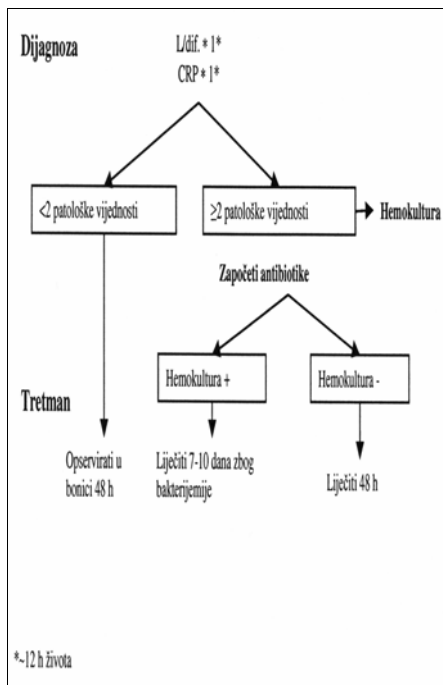 Dijagnoza
L/dif. * 1*
CRP * 1*
<2 patološke vijednosti
≥2 patološke vijednosti
Hemokultura
Započeti antibiotike
Hemokultura +
Hemokultura -
Tretman
Opservirati u
bonici 48 h
Liječiti 7-10 dana zbog
bakterijemije
Liječiti 48 h
*~12 h života